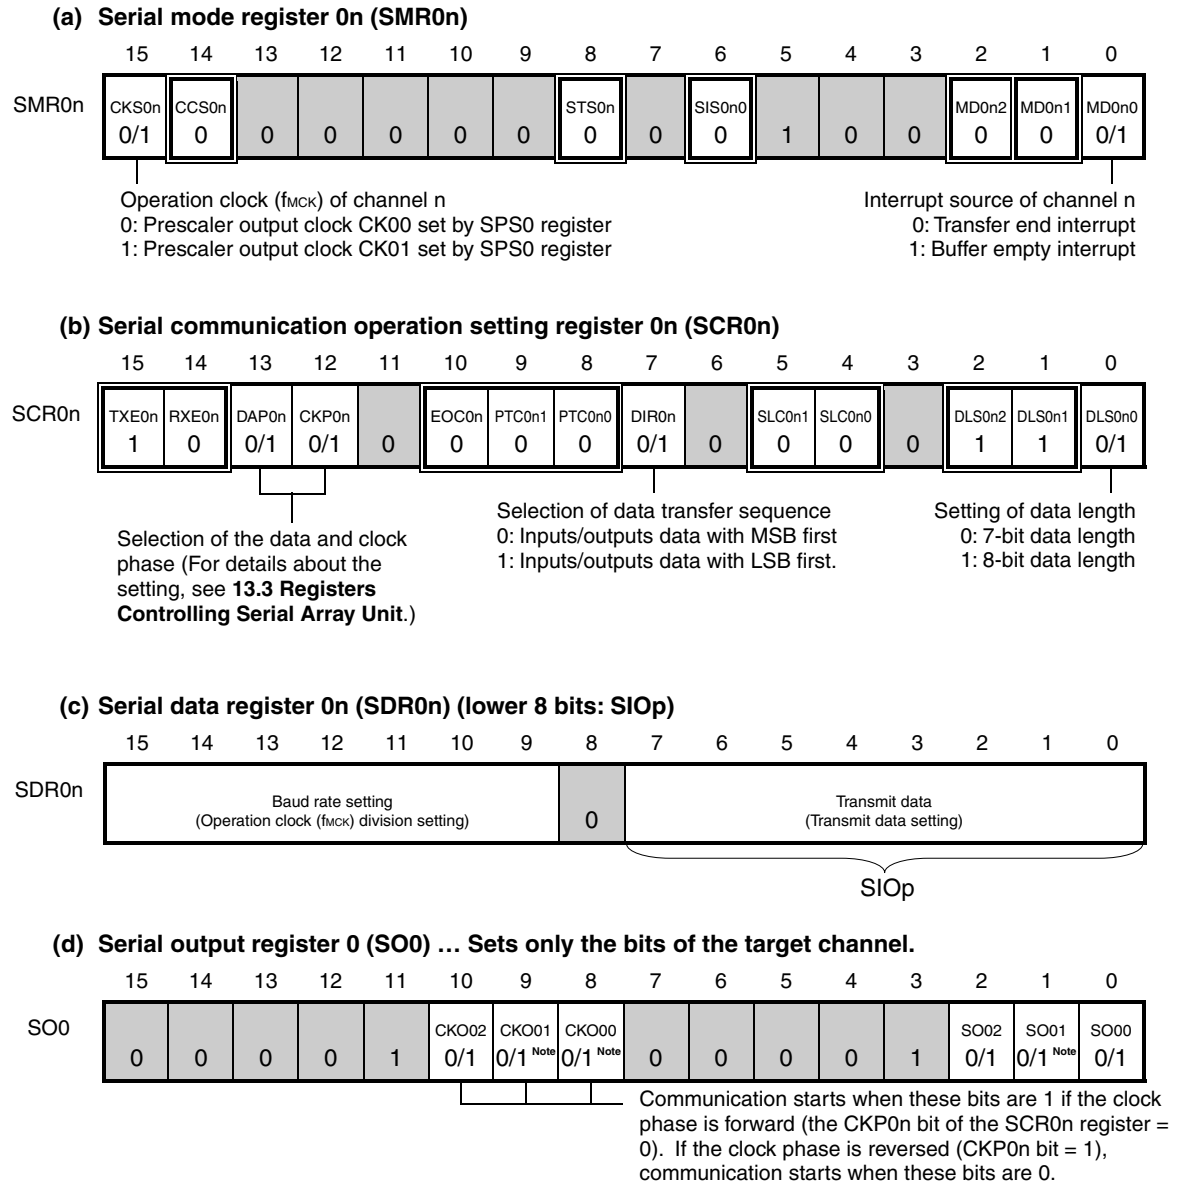 (a) Serial mode register 0n (SMR0n)
15 14 13 12 11 10 9 8 7 6 5 4 3 2 1 0
SMR0n
CKS0n CCS0n STS0n SIS0n0 MD0n2 MD0n1 MD0n0
0/1 0 0 0 0 0 0 0 0 0 1 0 0 0 0 0/1
Operation clock (fMCK) of channel n
0: Prescaler output clock CK00 set by SPS0 register
1: Prescaler output clock CK01 set by SPS0 register
Interrupt source of channel n
0: Transfer end interrupt
1: Buffer empty interrupt
(b) Serial communication operation setting register 0n (SCR0n)
15 14 13 12 11 10 9 8 7 6 5 4 3 2 1 0
SCR0n
TXE0n RXE0n DAP0n CKP0n EOC0n PTC0n1 PTC0n0 DIR0n SLC0n1 SLC0n0 DLS0n2 DLS0n1 DLS0n0
1 0 0/1 0/1 0 0 0 0 0/1 0 0 0 0 1 1 0/1
Selection of the data and clock
phase (For details about the
setting, see 13.3 Registers
Controlling Serial Array Unit.)
Selection of data transfer sequence
0: Inputs/outputs data with MSB first
1: Inputs/outputs data with LSB first.
Setting of data length
0: 7-bit data length
1: 8-bit data length
(c) Serial data register 0n (SDR0n) (lower 8 bits: SIOp)
15 14 13 12 11 10 9 8 7 6 5 4 3 2 1 0
SDR0n
Baud rate setting
(Operation clock (fMCK) division setting)
0
Transmit data
(Transmit data setting)
SIOp
(d) Serial output register 0 (SO0) … Sets only the bits of the target channel.
15 14 13 12 11 10 9 8 7 6 5 4 3 2 1 0
SO0
CKO02 CKO01 CKO00 SO02 SO01 SO00
0 0 0 0 1 0/1 0/1 Note 0/1 Note 0 0 0 0 1 0/1 0/1 Note 0/1
Communication starts when these bits are 1 if the clock
phase is forward (the CKP0n bit of the SCR0n register =
0). If the clock phase is reversed (CKP0n bit = 1),
communication starts when these bits are 0.